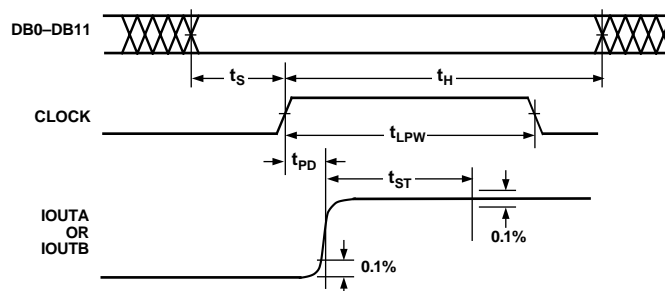 DB0–DB11
tS
tH
CLOCK
tLPW
tPD
tST
IOUTA
OR
IOUTB
0.1%
0.1%